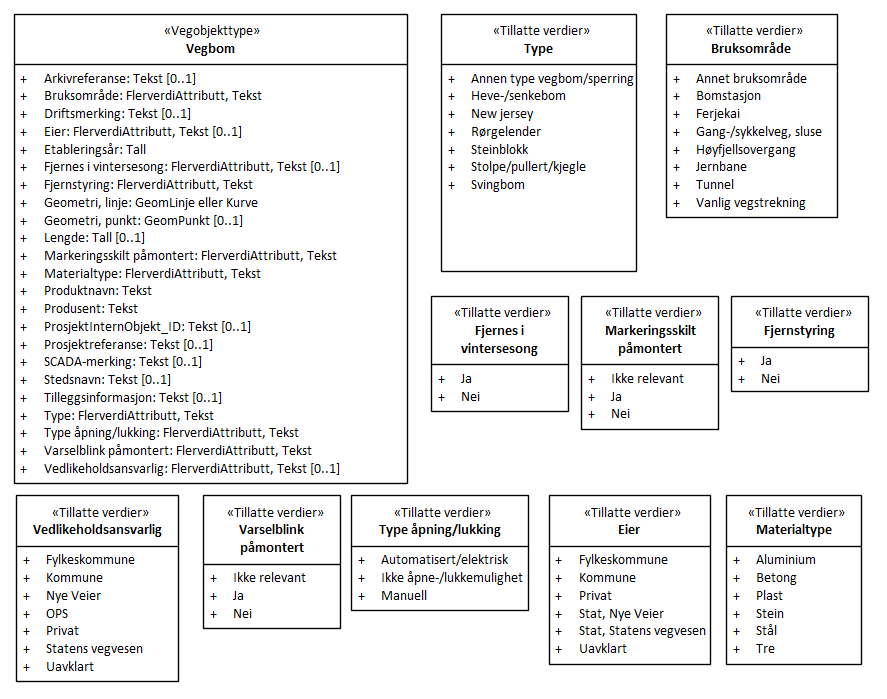 «Vegobjekttype»
Vegbom
+ Arkivreferanse: Tekst [0..1]
+ Bruksområde: FlerverdiAttributt, Tekst
+ Driftsmerking: Tekst [0..1]
+ Eier: FlerverdiAttributt, Tekst [0..1]
+ Etableringsår: Tall
+ Fjernes i vintersesong: FlerverdiAttributt, Tekst [0..1]
+ Fjernstyring: FlerverdiAttributt, Tekst
+ Geometri, linje: GeomLinje eller Kurve
+ Geometri, punkt: GeomPunkt [0..1]
+ Lengde: Tall [0..1]
+ Markeringsskilt påmontert: FlerverdiAttributt, Tekst
+ Materialtype: FlerverdiAttributt, Tekst
+ Produktnavn: Tekst
+ Produsent: Tekst
+ ProsjektInternObjekt_ID: Tekst [0..1]
+ Prosjektreferanse: Tekst [0..1]
+ SCADA-merking: Tekst [0..1]
+ Stedsnavn: Tekst [0..1]
+ Tilleggsinformasjon: Tekst [0..1]
+ Type: FlerverdiAttributt, Tekst
+ Type åpning/lukking: FlerverdiAttributt, Tekst
+ Varselblink påmontert: FlerverdiAttributt, Tekst
+ Vedlikeholdsansvarlig: FlerverdiAttributt, Tekst [0..1]
«Tillatte verdier»
Type
+ Annen type vegbom/sperring
+ Heve-/senkebom
+ New jersey
+ Rørgelender
+ Steinblokk
+ Stolpe/pullert/kjegle
+ Svingbom
«Tillatte verdier»
Bruksområde
+ Annet bruksområde
+ Bomstasjon
+ Ferjekai
+ Gang-/sykkelveg, sluse
+ Høyfjellsovergang
+ Jernbane
+ Tunnel
+ Vanlig vegstrekning
«Tillatte verdier»
Fjernes i
vintersesong
+ Ja
+ Nei
«Tillatte verdier»
Markeringsskilt
påmontert
+ Ikke relevant
+ Ja
+ Nei
«Tillatte verdier»
Fjernstyring
+ Ja
+ Nei
«Tillatte verdier»
Vedlikeholdsansvarlig
+ Fylkeskommune
+ Kommune
+ Nye Veier
+ OPS
+ Privat
+ Statens vegvesen
+ Uavklart
«Tillatte verdier»
Varselblink
påmontert
+ Ikke relevant
+ Ja
+ Nei
«Tillatte verdier»
Type åpning/lukking
+ Automatisert/elektrisk
+ Ikke åpne-/lukkemulighet
+ Manuell
«Tillatte verdier»
Eier
+ Fylkeskommune
+ Kommune
+ Privat
+ Stat, Nye Veier
+ Stat, Statens vegvesen
+ Uavklart
«Tillatte verdier»
Materialtype
+ Aluminium
+ Betong
+ Plast
+ Stein
+ Stål
+ Tre